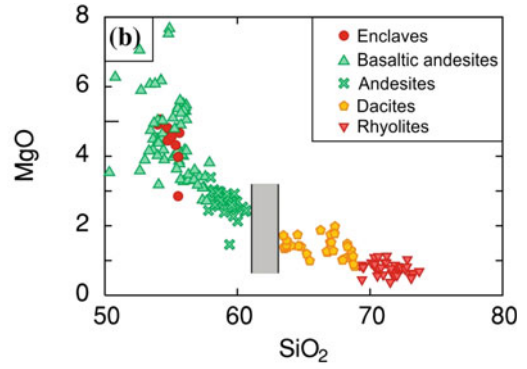 (b)
Enclaves
Basaltic andesites
Andesites
Dacites
Rhyolites
8
6
4
2
0
MgO
50
60
70
80
SiO₂